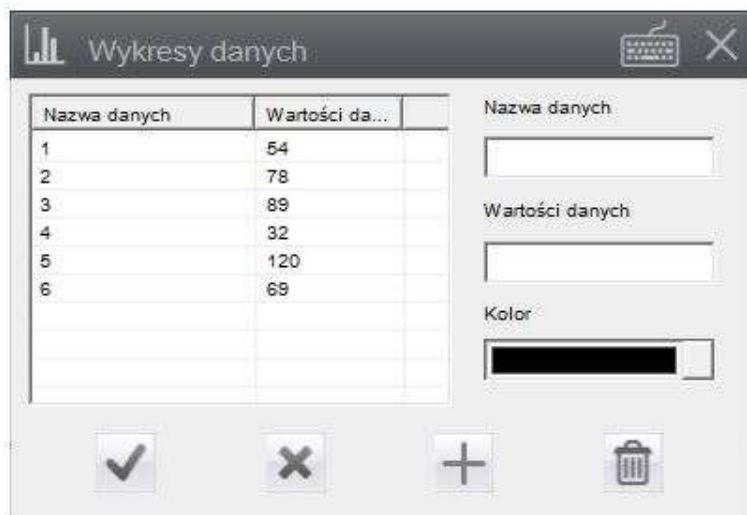 Wykresy danych
Nazwa danych Wartości da...
1 54
2 78
3 89
4 32
5 120
6 69
Nazwa danych
Wartości danych
Kolor